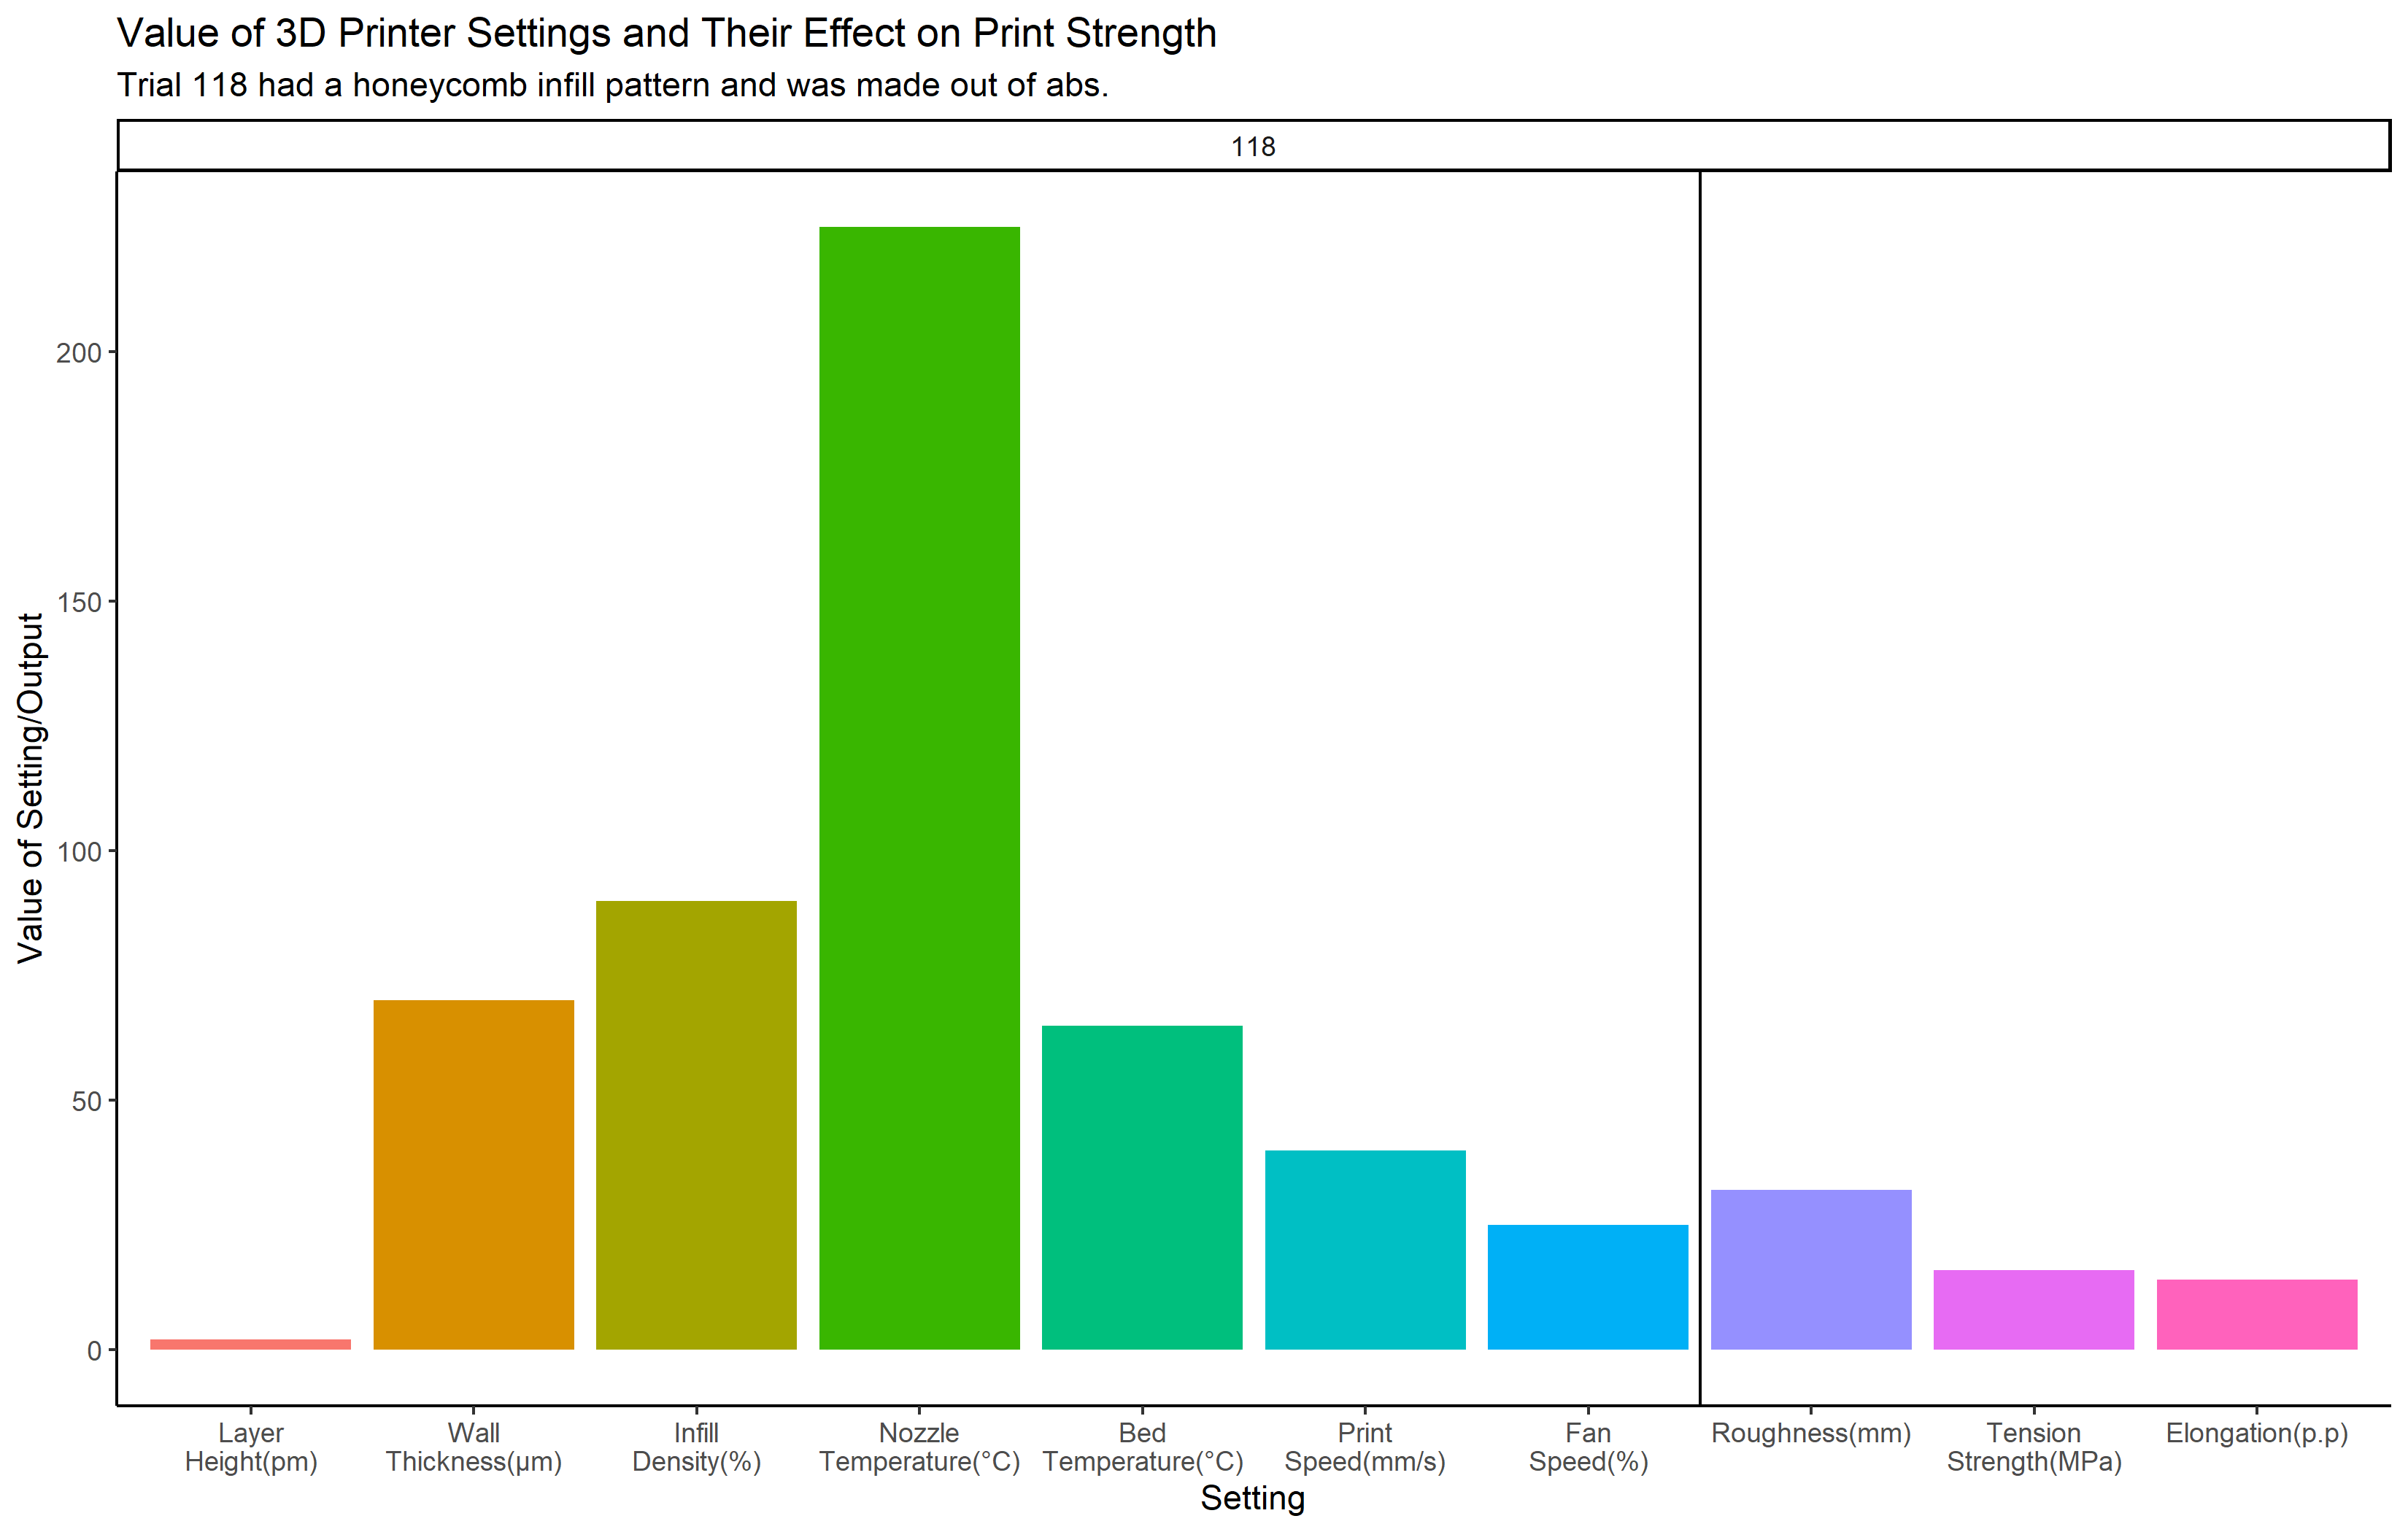 Value of 3D Printer Settings and Their Effect on Print Strength
Trial 118 had a honeycomb infill pattern and was made out of abs.
118
Value of Setting/Output
200
150
100
50
0
Layer
Height(pm)
Wall
Thickness(µm)
Infill
Density(%)
Nozzle
Temperature(°C)
Bed
Temperature(°C)
Print
Speed(mm/s)
Fan
Speed(%)
Roughness(mm)
Tension
Strength(MPa)
Elongation(p.p)
Setting